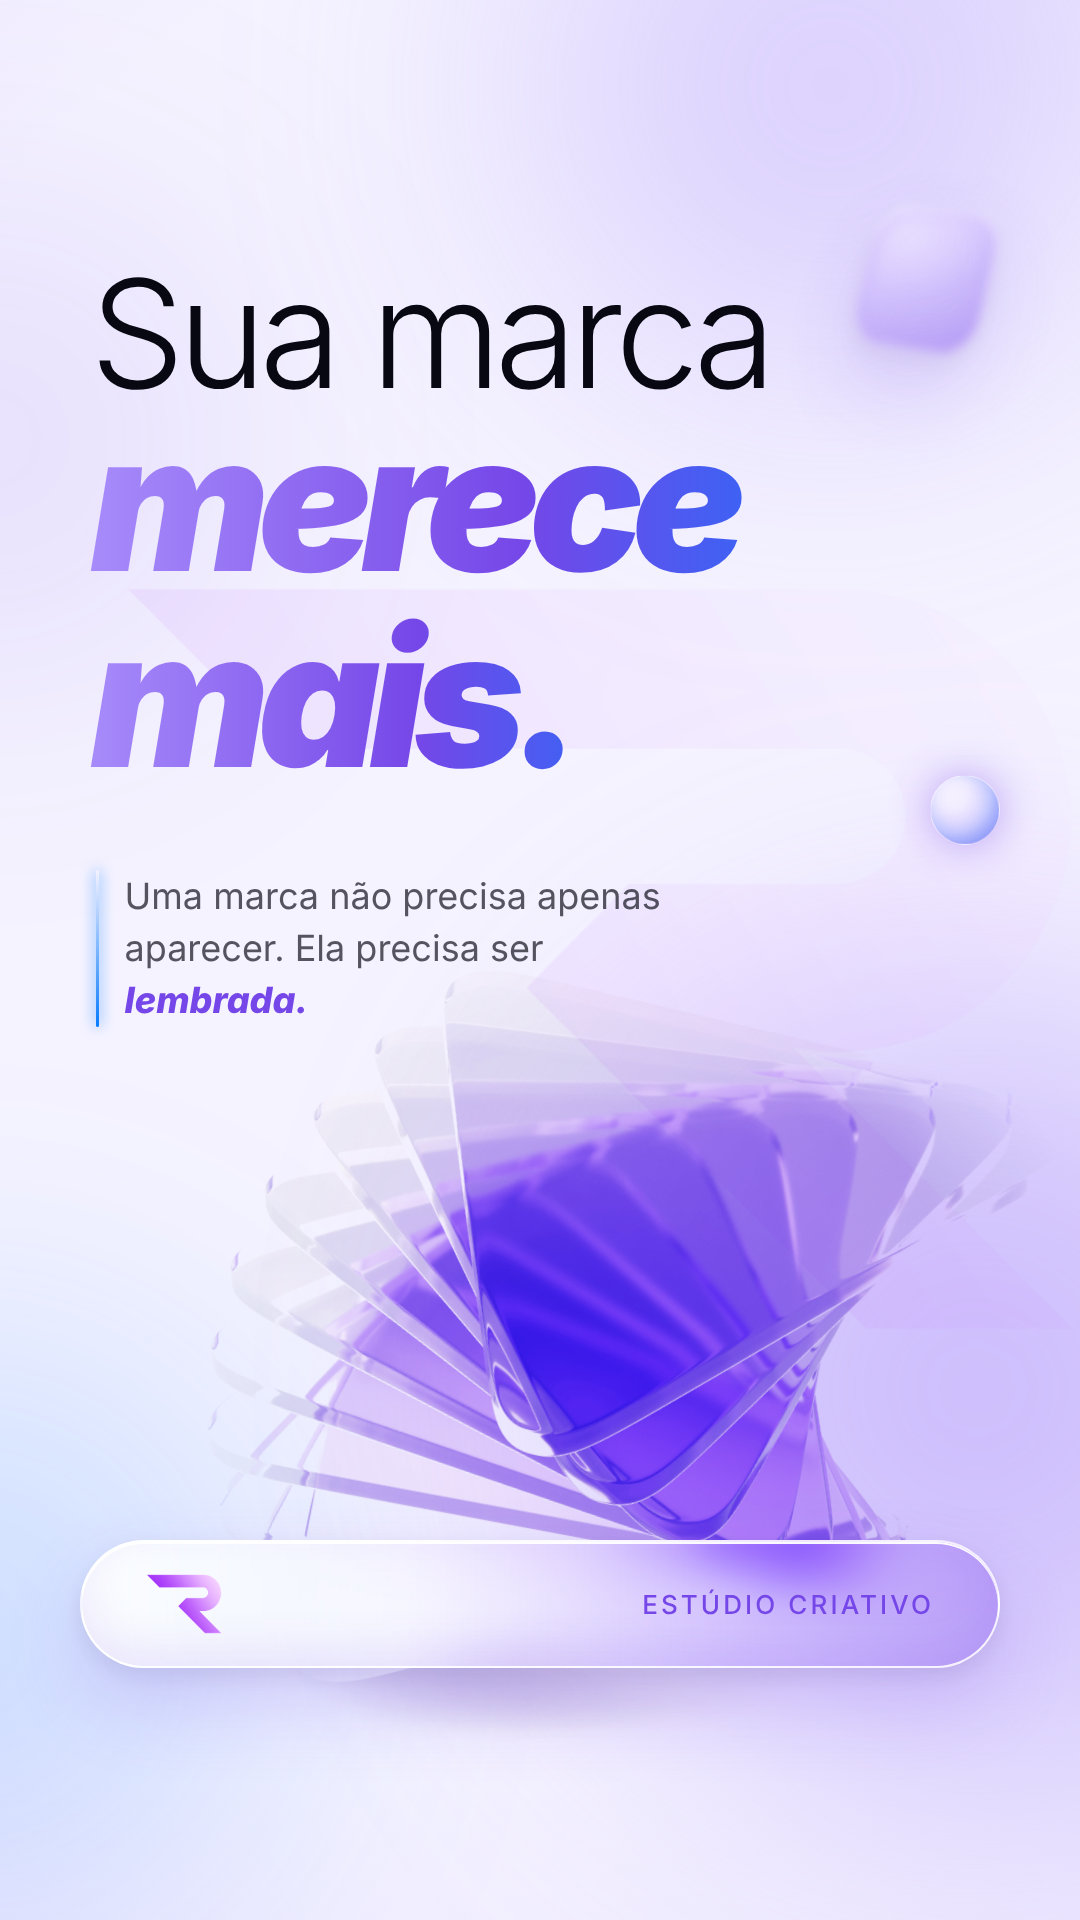 Sua marca
merece
mais.
Uma marca não precisa apenas
aparecer. Ela precisa ser
lembrada.
ESTÚDIO CRIATIVO